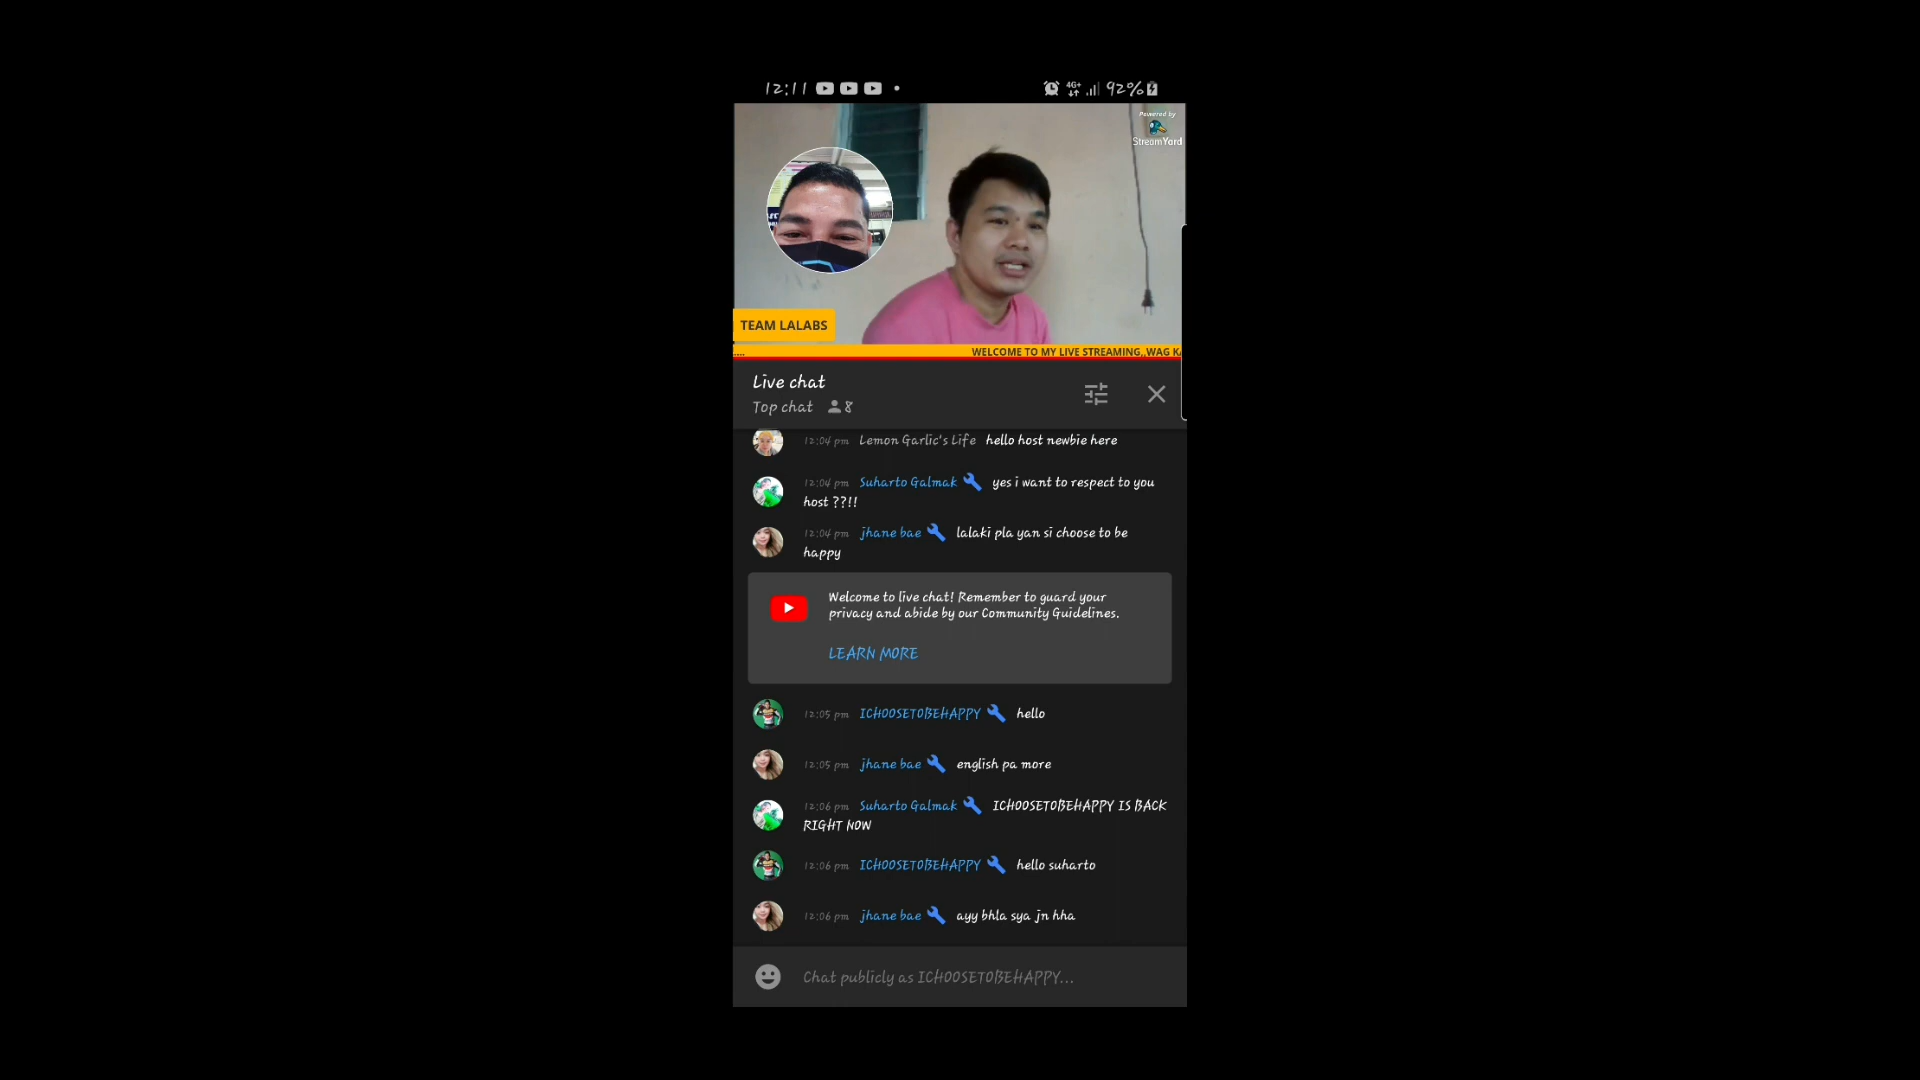 12:11
4G+
92%
Powered by
StreamYard
TEAM LALABS
....
WELCOME TO MY LIVE STREAMING,,WAG
Live chat
Top chat 8
12:04 pm Lemon Garlic's Life hello host newbie here
12:04 pm Suharto Galmak yes i want to respect to you
host ??!!
12:04 pm jhane bae lalaki pla yan si choose to be
happy
Welcome to live chat! Remember to guard your
privacy and abide by our Community Guidelines.
LEARN MORE
12:05 pm ICHOOSETOBEHAPPY hello
12:05 pm jhane bae english pa more
12:06 pm Suharto Galmak ICHOOSETOBEHAPPY IS BACK
RIGHT NOW
12:06 pm ICHOOSETOBEHAPPY hello suharto
12:06 pm jhane bae ayy bhla sya jn hha
Chat publicly as ICHOOSETOBEHAPPY...